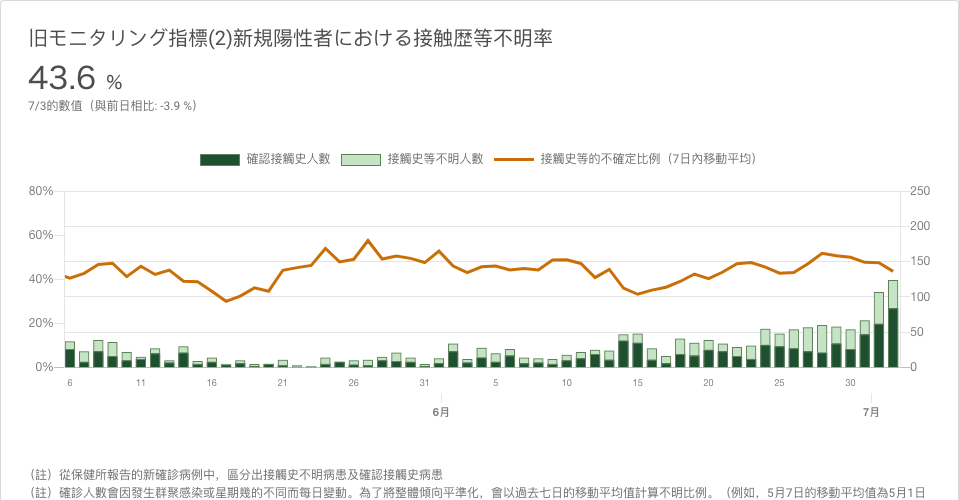 旧モニタリング指標(2)新規陽性者における接触歴等不明率
43.6 %
7/3的數值（與前日相比: -3.9 %）
確認接觸史人數 接觸史等不明人數 接觸史等的不確定比例（7日內移動平均）
80% 250
200
60%
150
40%
100
20%
50
0% 0
6 11 16 21 26 31 5 10 15 20 25 30
6月 7月
（註）從保健所報告的新確診病例中，區分出接觸史不明病患及確認接觸史病患
（註）確診人數會因發生群聚感染或星期幾的不同而每日變動。為了將整體傾向平準化，會以過去七日的移動平均值計算不明比例。（例如，5月7日的移動平均值為5月1日